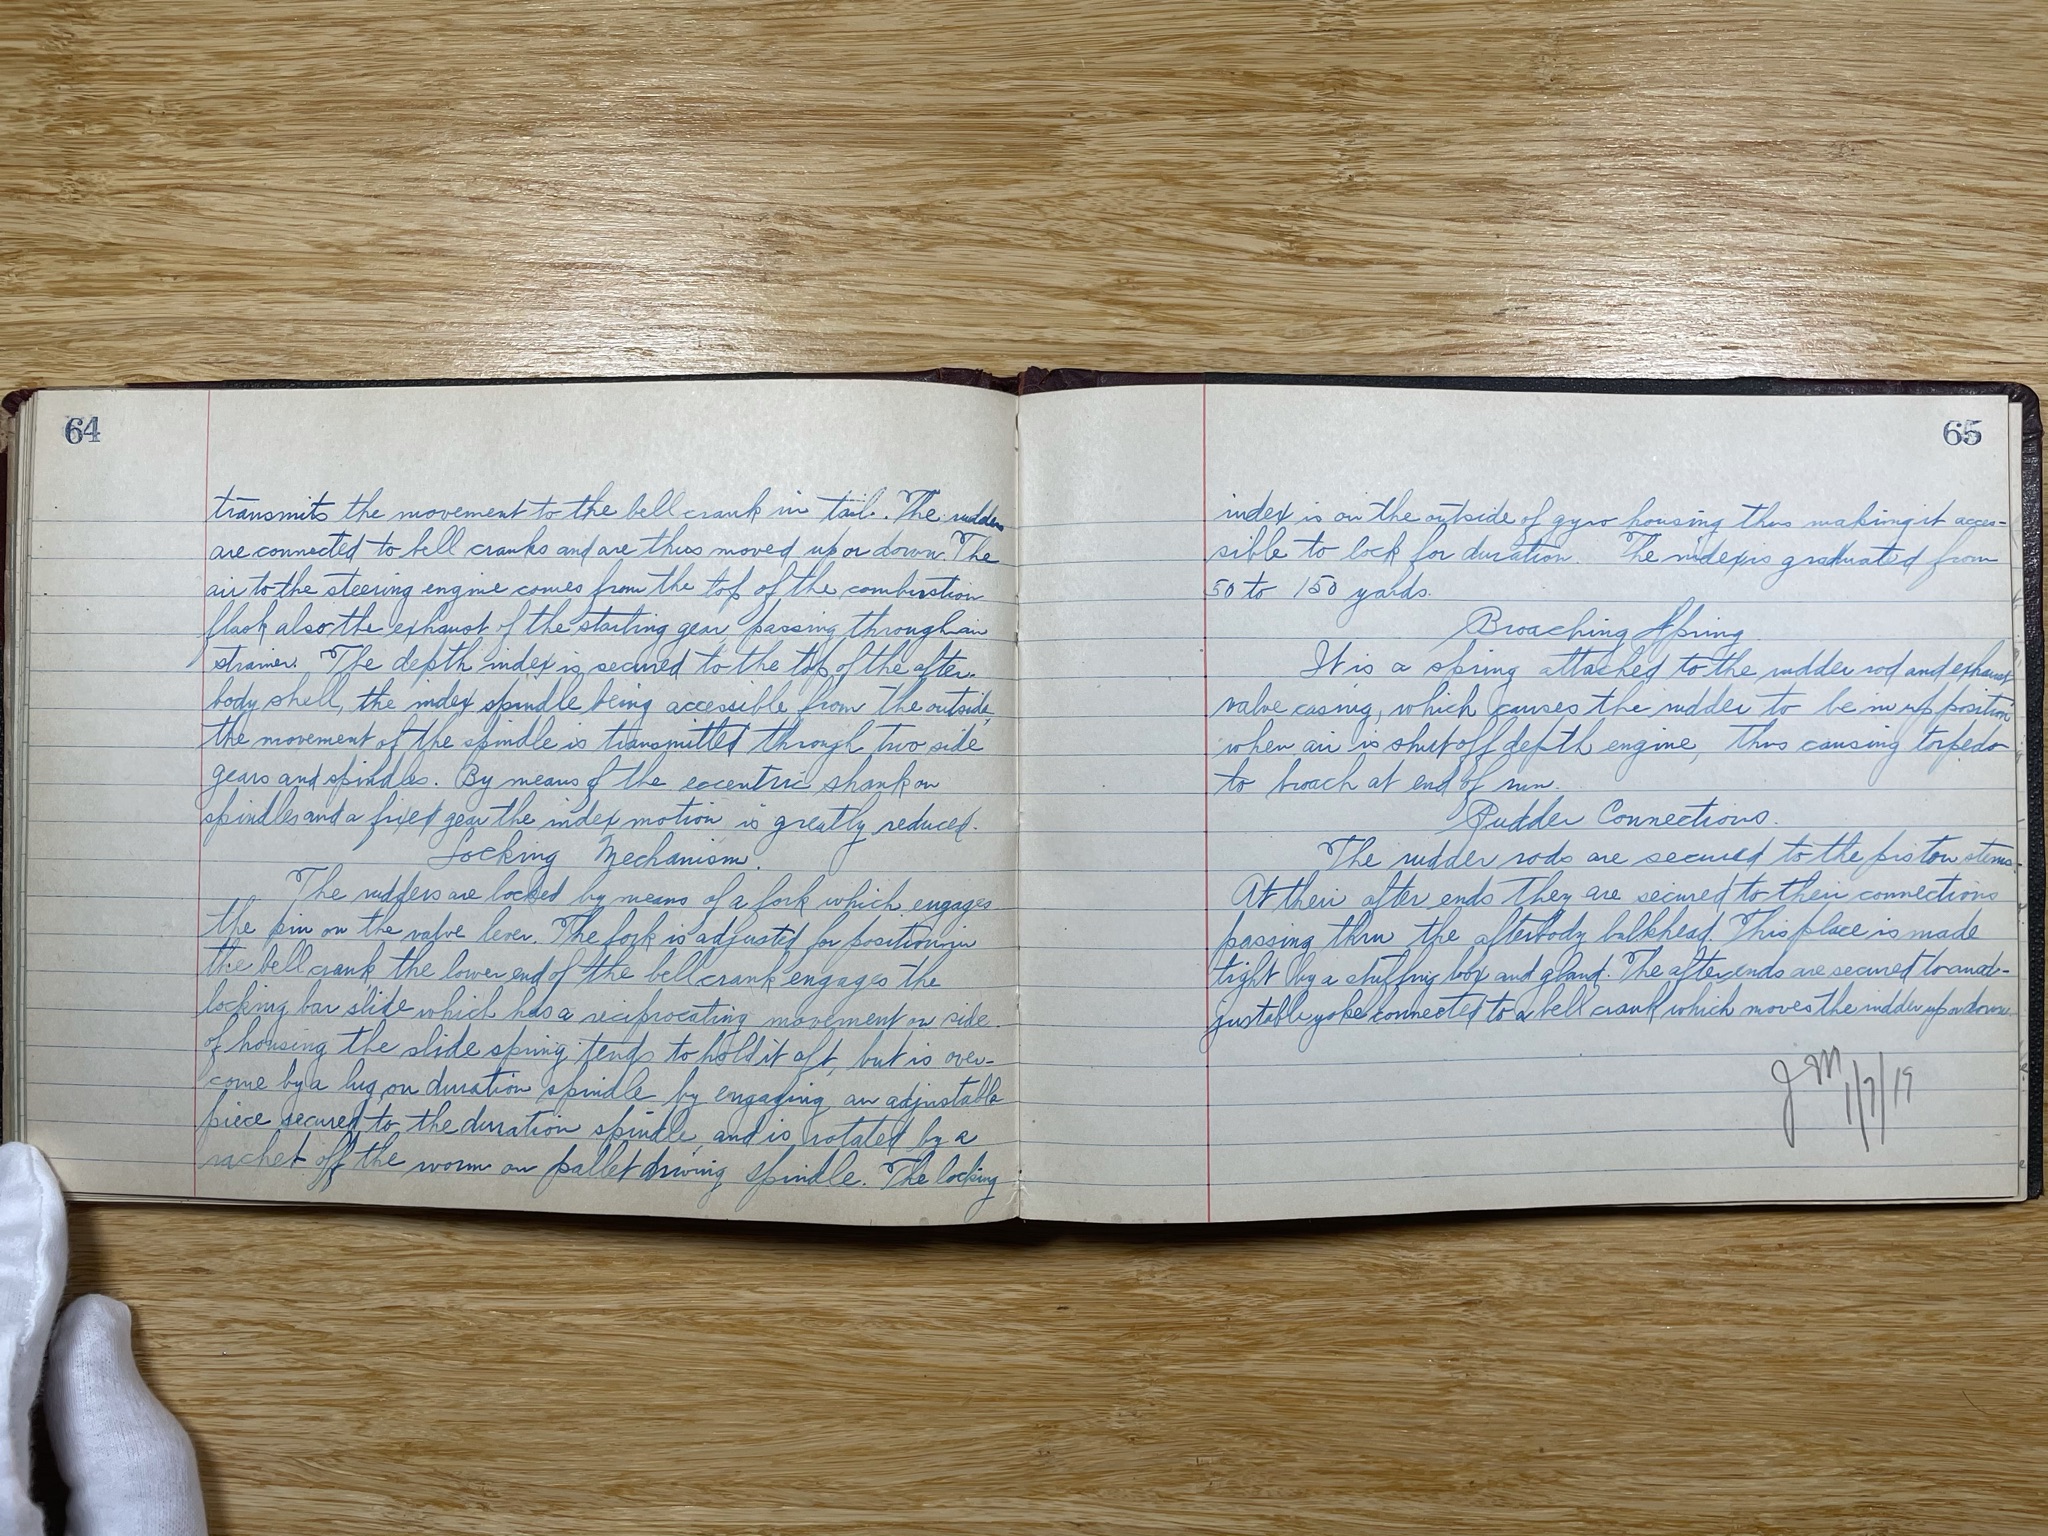 64
transmits the movement to the bell crank in tail. The rudders
are connected to bell cranks and are thus moved up or down. The
air to the steering engine comes from the top of the combustion
flask also the exhaust of the starting gear passing through air
strainer. The depth index is secured to the top of the after-
body shell, the index spindle being accessible from the outside,
the movement of the spindle is transmitted through two side
gears and spindles. By means of the eccentric shank on
spindles and a fixed gear the index motion is greatly reduced.
Locking Mechanism.
The rudders are locked by means of a fork which engages
the pin on the valve lever. The fork is adjusted for position in
the bell crank, the lower end of the bell crank engages the
locking bar slide which has a reciprocating movement on side
of housing the slide spring tends to hold it aft, but is over-
come by a lug on duration spindle by engaging an adjustable
piece secured to the duration spindle and is rotated by a
rachet off the worm on pallet driving spindle. The locking
65
index is on the outside of gyro housing thus making it acces-
sible to lock for duration. The index is graduated from
50 to 150 yards.
Broaching Spring
It is a spring attached to the rudder rod and exhaust
valve casing, which causes the rudder to be in up position
when air is shut off depth engine, thus causing torpedo
to broach at end of run.
Rudder Connections.
The rudder rods are secured to the piston stems.
At their after ends they are secured to their connections
passing thru the afterbody bulkhead. This place is made
tight by a stuffing box and gland. The after ends are secured to an ad-
justable yoke connected to a bell crank which moves the rudder up or down
JM 1/7/19